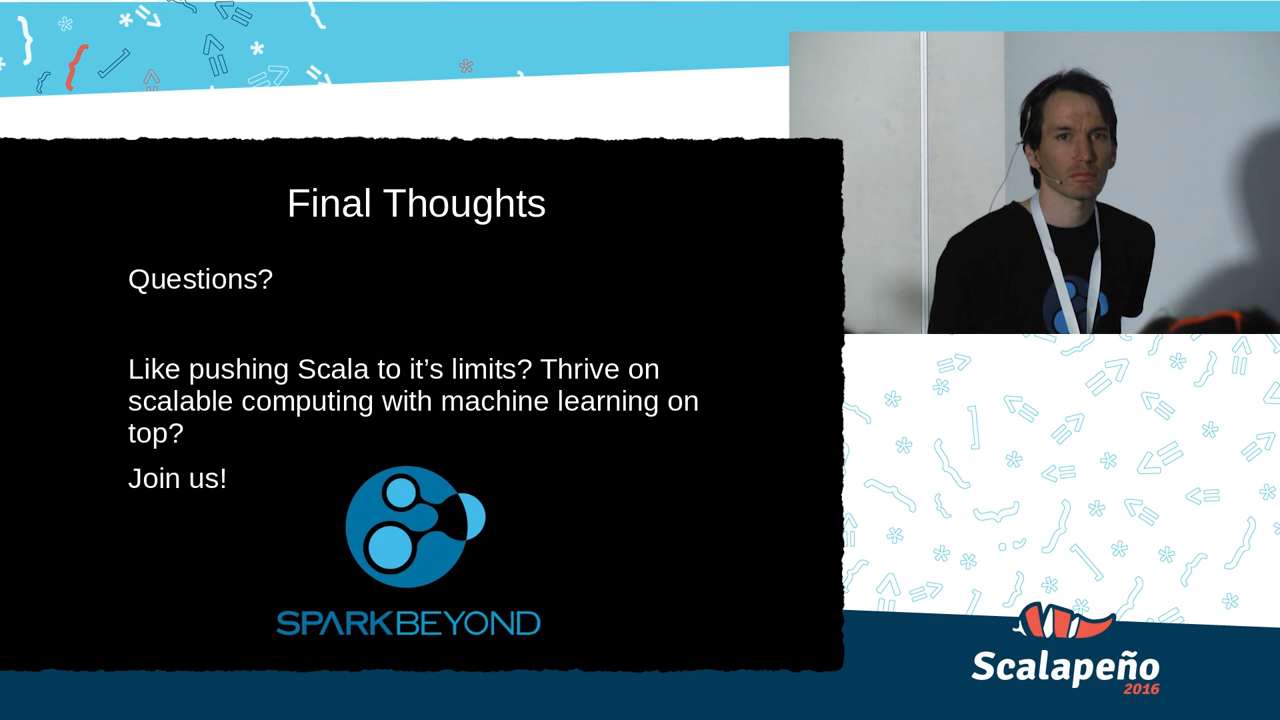 Final Thoughts
Questions?
Like pushing Scala to it’s limits? Thrive on
scalable computing with machine learning on
top?
Join us!
SPARKBEYOND
Scalapeño
2016